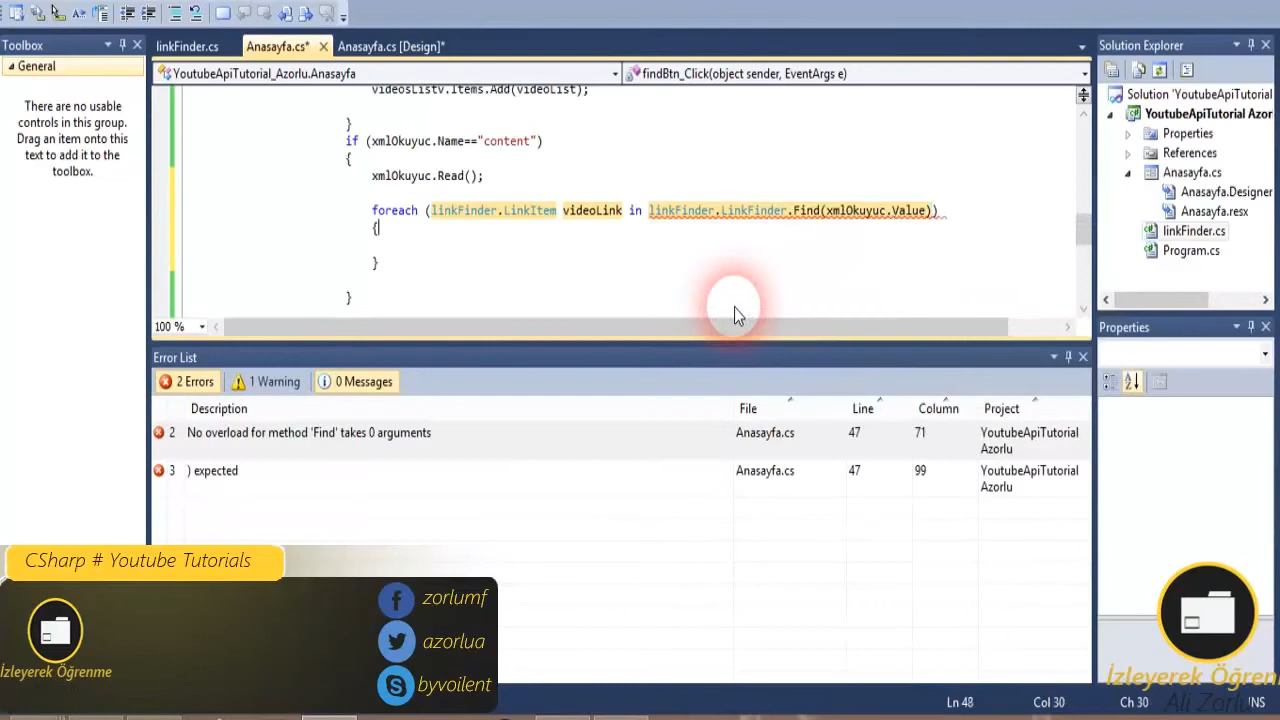 Toolbox
General
There are no usable
controls in this group.
Drag an item onto this
text to add it to the
toolbox.
linkFinder.cs
Anasayfa.cs*
Anasayfa.cs [Design]*
YoutubeApiTutorial_Azorlu.Anasayfa
findBtn_Click(object sender, EventArgs e)
videosListv.Items.Add(videoList);
}
if (xmlOkuyuc.Name=="content")
{
xmlOkuyuc.Read();
foreach (linkFinder.LinkItem videoLink in linkFinder.LinkFinder.Find(xmlOkuyuc.Value))
{
}
}
100 %
Error List
2 Errors
1 Warning
0 Messages
Description File Line Column Project
2 No overload for method 'Find' takes 0 arguments Anasayfa.cs 47 71 YoutubeApiTutorial
Azorlu
3 ) expected Anasayfa.cs 47 99 YoutubeApiTutorial
Azorlu
Solution Explorer
Solution 'YoutubeApiTutorial
YoutubeApiTutorial Azor
Properties
References
Anasayfa.cs
Anasayfa.Designer
Anasayfa.resx
linkFinder.cs
Program.cs
Properties
CSharp # Youtube Tutorials
İzleyerek Öğrenme
zorlumf
azorlua
byvoilent
İzleyerek Öğren
Ln 48
Col 30
Ch 30